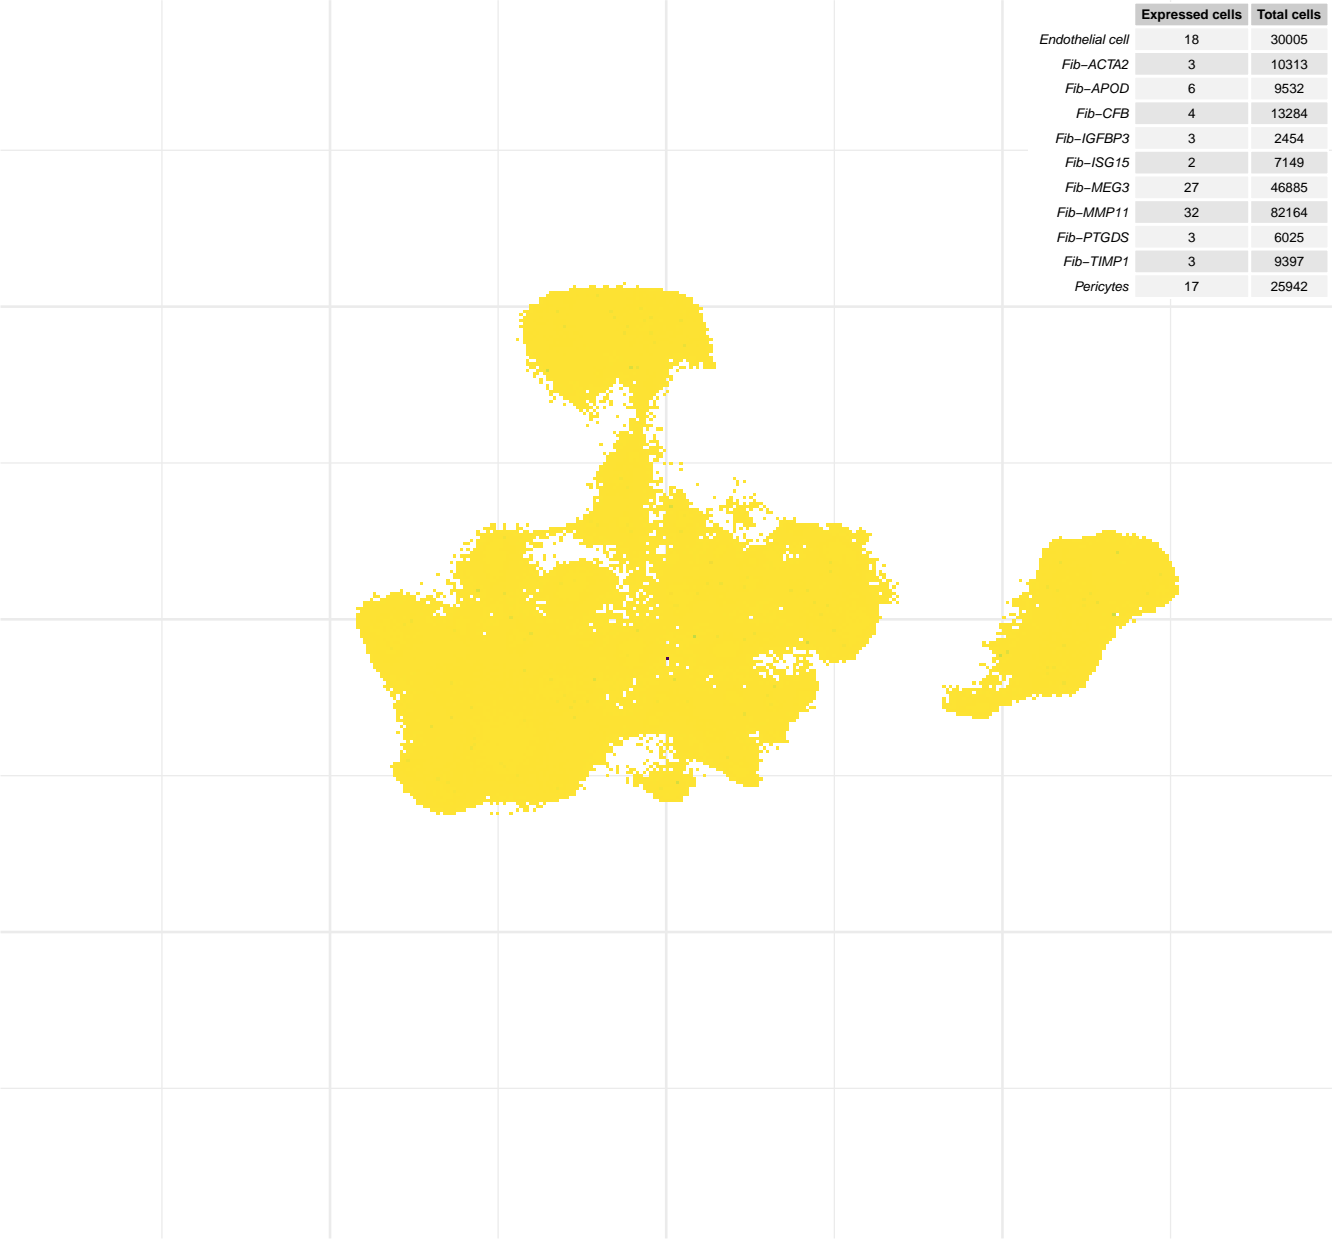 Expressed cells Total cells
Endothelial cell 18 30005
Fib−ACTA2 3 10313
Fib−APOD 6 9532
Fib−CFB 4 13284
Fib−IGFBP3 3 2454
Fib−ISG15 2 7149
Fib−MEG3 27 46885
Fib−MMP11 32 82164
Fib−PTGDS 3 6025
Fib−TIMP1 3 9397
Pericytes 17 25942